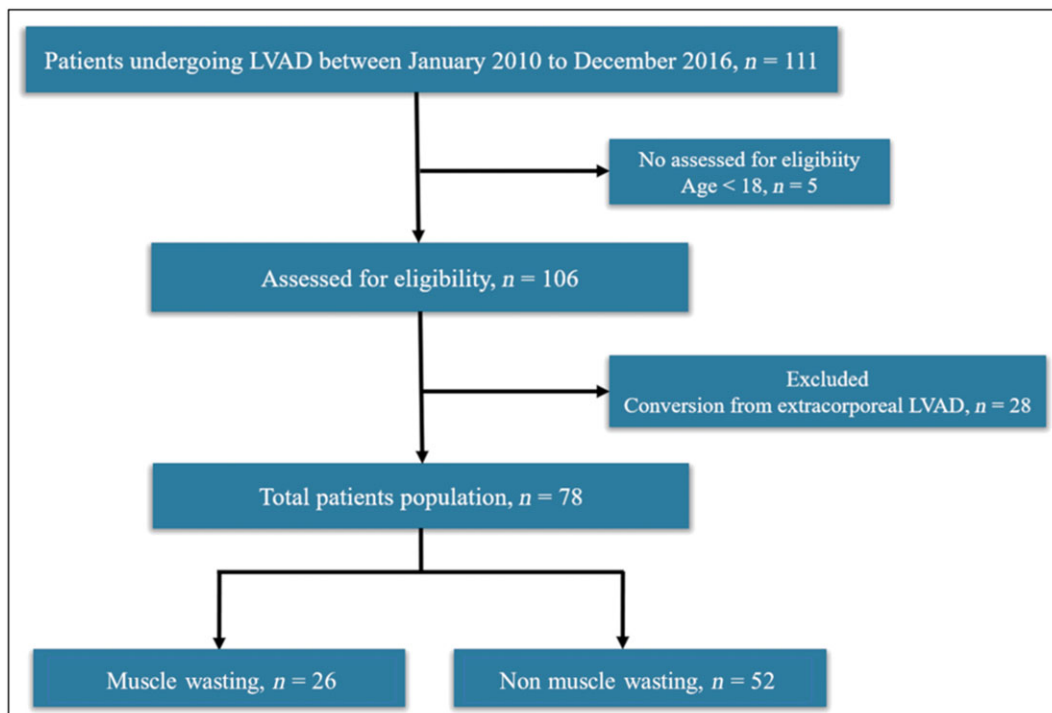 Patients undergoing LVAD between January 2010 to December 2016, n = 111
No assessed for eligibiity
Age < 18, n = 5
Assessed for eligibility, n = 106
Excluded
Conversion from extracorporeal LVAD, n = 28
Total patients population, n = 78
Muscle wasting, n = 26
Non muscle wasting, n = 52